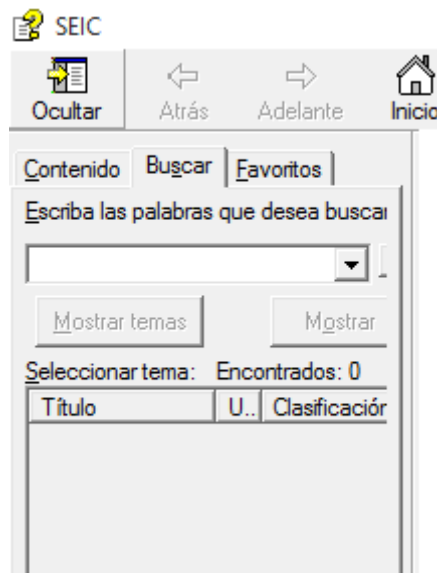 SEIC
Ocultar Atrás Adelante Inicio
Contenido Buscar Favoritos
Escriba las palabras que desea buscar
Mostrar temas Mostrar
Seleccionar tema: Encontrados: 0
Título U.. Clasificación